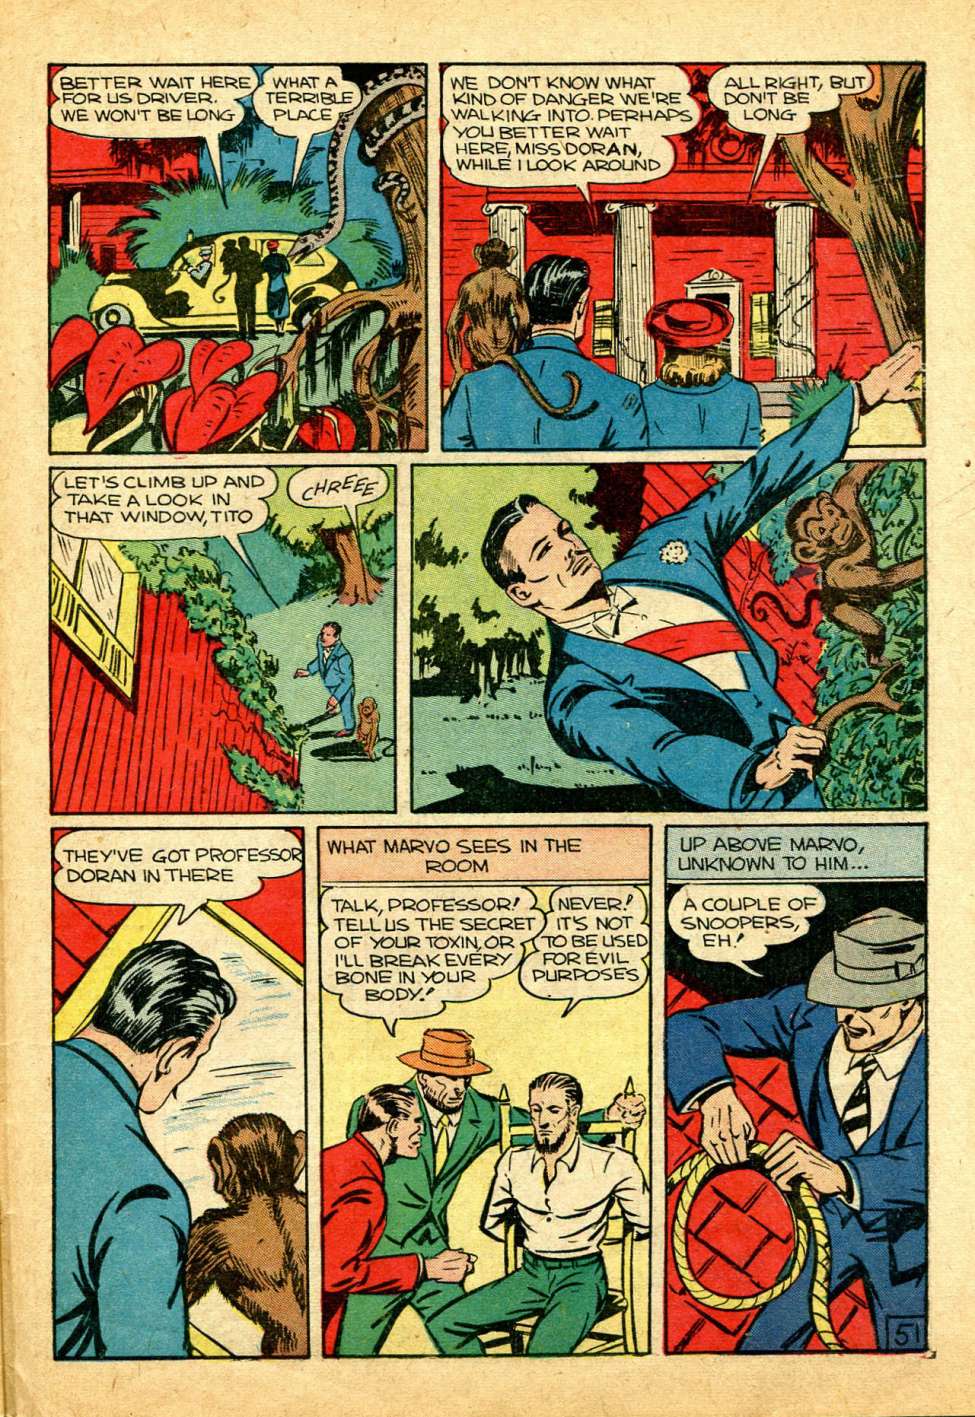 BETTER WAIT HERE
FOR US DRIVER.
WE WON'T BE LONG
WHAT A
TERRIBLE
PLACE
WE DON'T KNOW WHAT
KIND OF DANGER WE'RE
WALKING INTO. PERHAPS
YOU BETTER WAIT
HERE, MISS DORAN,
WHILE I LOOK AROUND
ALL RIGHT, BUT
DON'T BE
LONG
LET'S CLIMB UP AND
TAKE A LOOK IN
THAT WINDOW, TITO
CHREEE
THEY'VE GOT PROFESSOR
DORAN IN THERE
WHAT MARVO SEES IN THE
ROOM
TALK, PROFESSOR!
TELL US THE SECRET
OF YOUR TOXIN, OR
I'LL BREAK EVERY
BONE IN YOUR
BODY!
NEVER!
IT'S NOT
TO BE USED
FOR EVIL
PURPOSES
UP ABOVE MARVO,
UNKNOWN TO HIM...
A COUPLE OF
SNOOPERS,
EH!
51